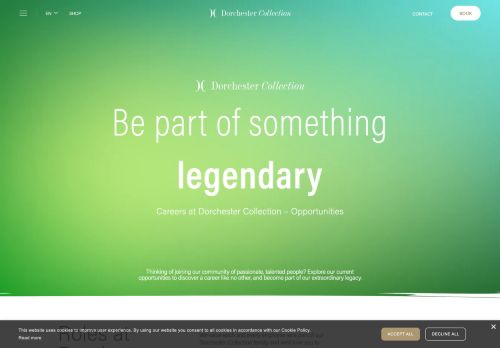 EN
SHOP
Dorchester Collection
CONTACT
BOOK
Dorchester Collection
Be part of something
legendary
Careers at Dorchester Collection – Opportunities
Thinking of joining our community of passionate, talented people? Explore our current
opportunities to discover a career like no other, and become part of our extraordinary legacy.
This website uses cookies to improve user experience. By using our website you consent to all cookies in accordance with our Cookie Policy.
Read more
ACCEPT ALL
DECLINE ALL
Roles at